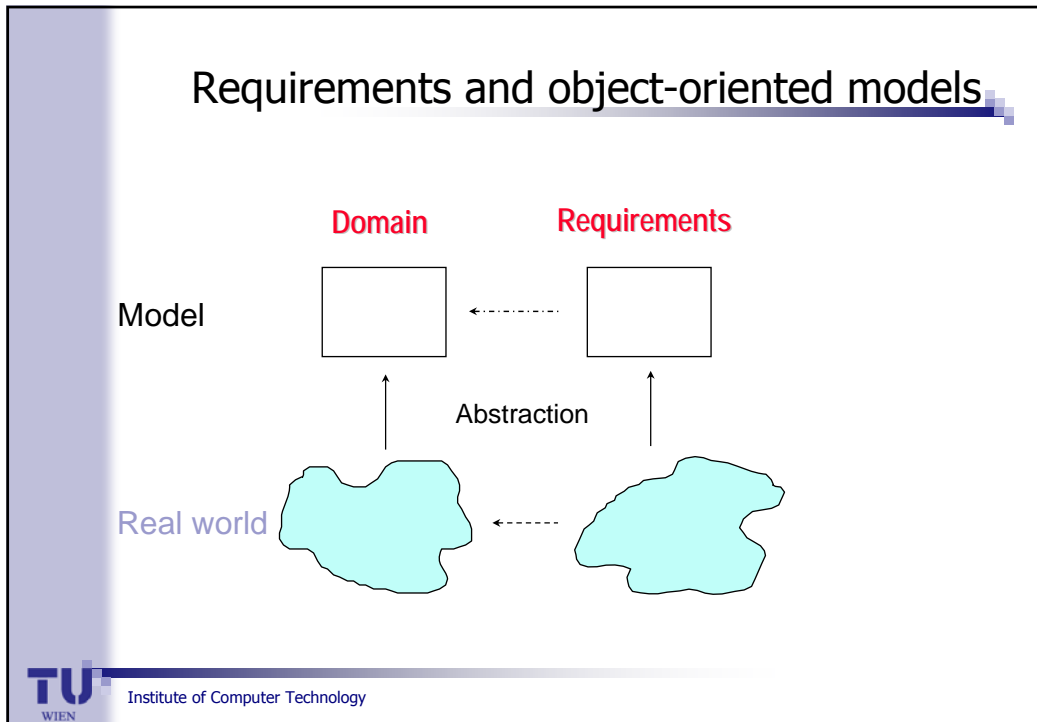 Requirements and object-oriented models
Domain Requirements
Model
Abstraction
Real world
TU
WIEN
Institute of Computer Technology